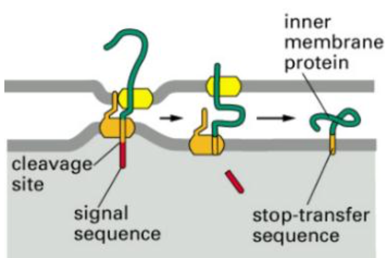 inner
membrane
protein
cleavage
site
signal
sequence
stop-transfer
sequence